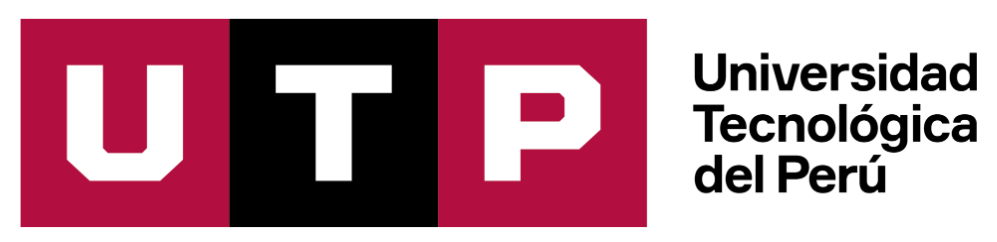 UTP
Universidad
Tecnológica
del Perú